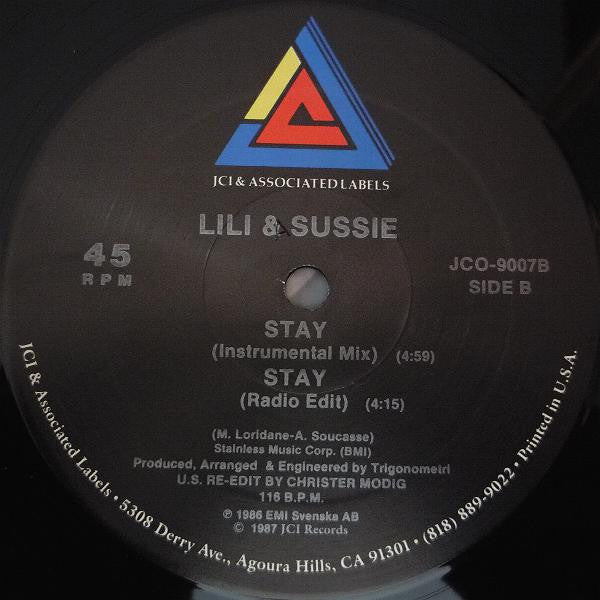 JCI & ASSOCIATED LABELS
LILI & SUSSIE
45
RPM
JCO-9007B
SIDE B
STAY
(Instrumental Mix) (4:59)
STAY
(Radio Edit) (4:15)
(M. Loridane-A. Soucasse)
Stainless Music Corp. (BMI)
Produced, Arranged & Engineered by Trigonometri
U.S. RE-EDIT BY CHRISTER MODIG
116 B.P.M.
℗ 1986 EMI Svenska AB
© 1987 JCI Records
JCI & Associated Labels • 5308 Derry Ave., Agoura Hills, CA 91301 • (818) 889-9022 • Printed in U.S.A.